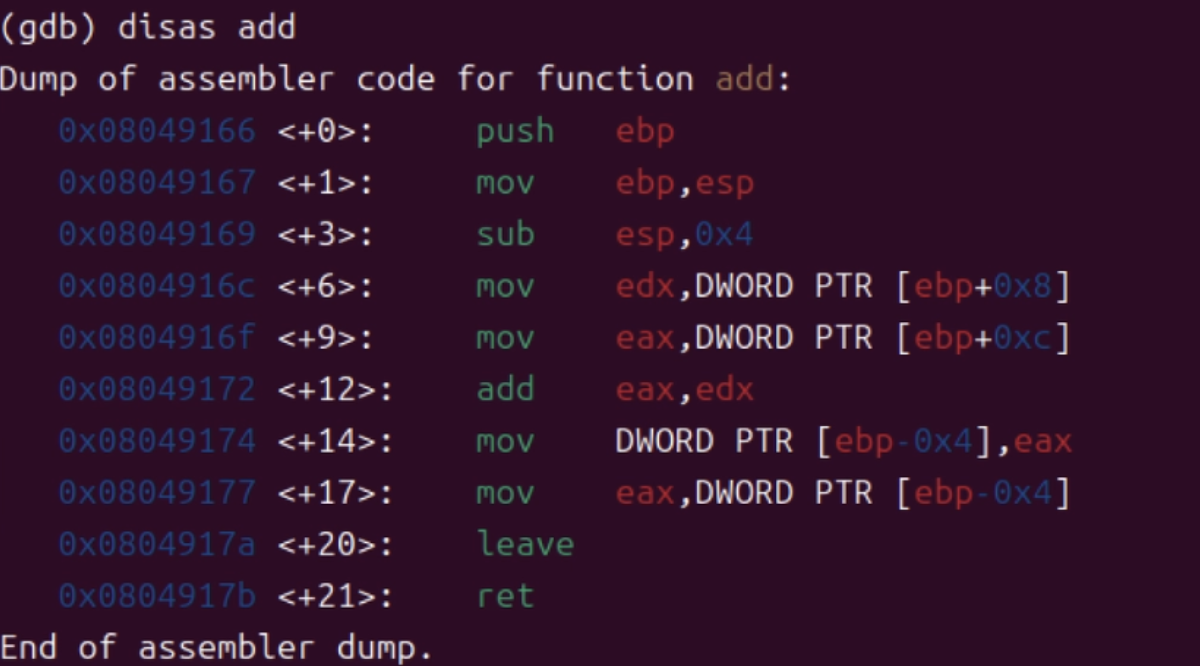 (gdb) disas add
Dump of assembler code for function add:
   0x08049166 <+0>:     push   ebp
   0x08049167 <+1>:     mov    ebp,esp
   0x08049169 <+3>:     sub    esp,0x4
   0x0804916c <+6>:     mov    edx,DWORD PTR [ebp+0x8]
   0x0804916f <+9>:     mov    eax,DWORD PTR [ebp+0xc]
   0x08049172 <+12>:    add    eax,edx
   0x08049174 <+14>:    mov    DWORD PTR [ebp-0x4],eax
   0x08049177 <+17>:    mov    eax,DWORD PTR [ebp-0x4]
   0x0804917a <+20>:    leave
   0x0804917b <+21>:    ret
End of assembler dump.